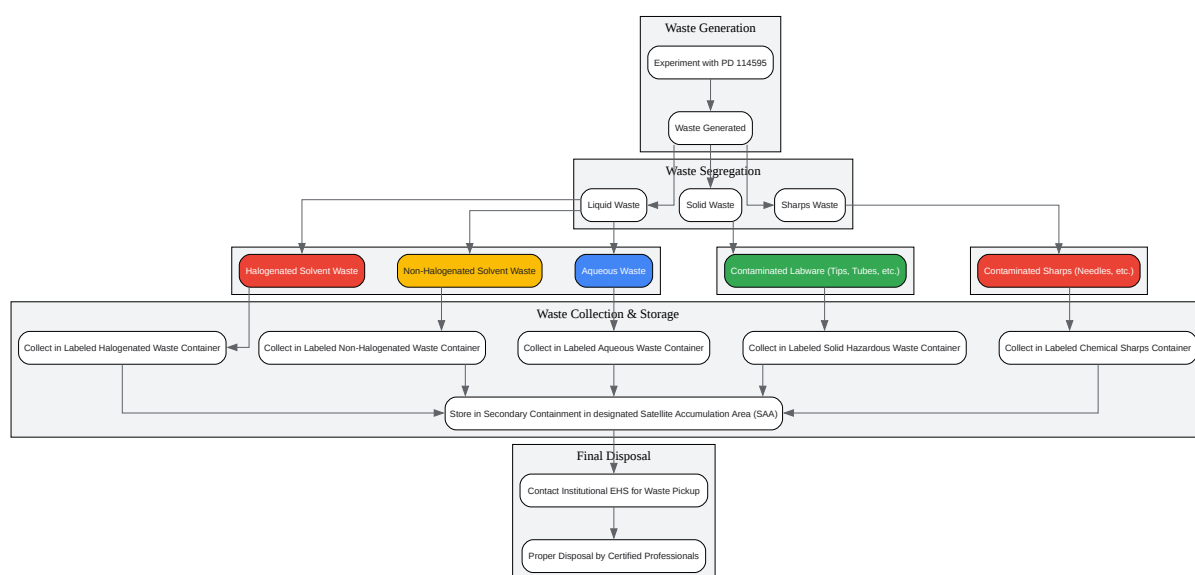 Waste Generation
Experiment with PD 114595
Waste Generated
Waste Segregation
Liquid Waste
Solid Waste
Sharps Waste
Halogenated Solvent Waste
Non-Halogenated Solvent Waste
Aqueous Waste
Contaminated Labware (Tips, Tubes, etc.)
Contaminated Sharps (Needles, etc.)
Waste Collection & Storage
Collect in Labeled Halogenated Waste Container
Collect in Labeled Non-Halogenated Waste Container
Collect in Labeled Aqueous Waste Container
Collect in Labeled Solid Hazardous Waste Container
Collect in Labeled Chemical Sharps Container
Store in Secondary Containment in designated Satellite Accumulation Area (SAA)
Final Disposal
Contact Institutional EHS for Waste Pickup
Proper Disposal by Certified Professionals